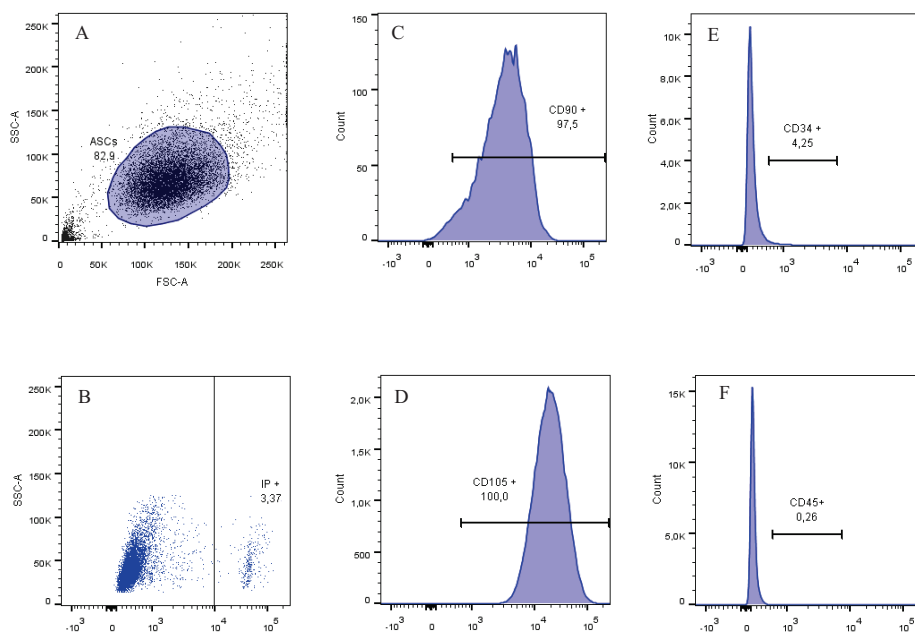 A
250K
200K
150K
100K
50K
0
SSC-A
ASCs
82,9
0 50K 100K 150K 200K 250K
FSC-A
C
150
100
50
0
Count
CD90 +
97,5
-10³ 0 10³ 10⁴ 10⁵
E
10,0K
8,0K
6,0K
4,0K
2,0K
0
Count
CD34 +
4,25
-10³ 0 10³ 10⁴ 10⁵
B
250K
200K
150K
100K
50K
0
SSC-A
IP +
3,37
-10³ 0 10³ 10⁴ 10⁵
D
2,0K
1,5K
1,0K
500
0
Count
CD105 +
100,0
-10³ 0 10³ 10⁴ 10⁵
F
15K
10K
5,0K
0
Count
CD45+
0,26
-10³ 0 10³ 10⁴ 10⁵